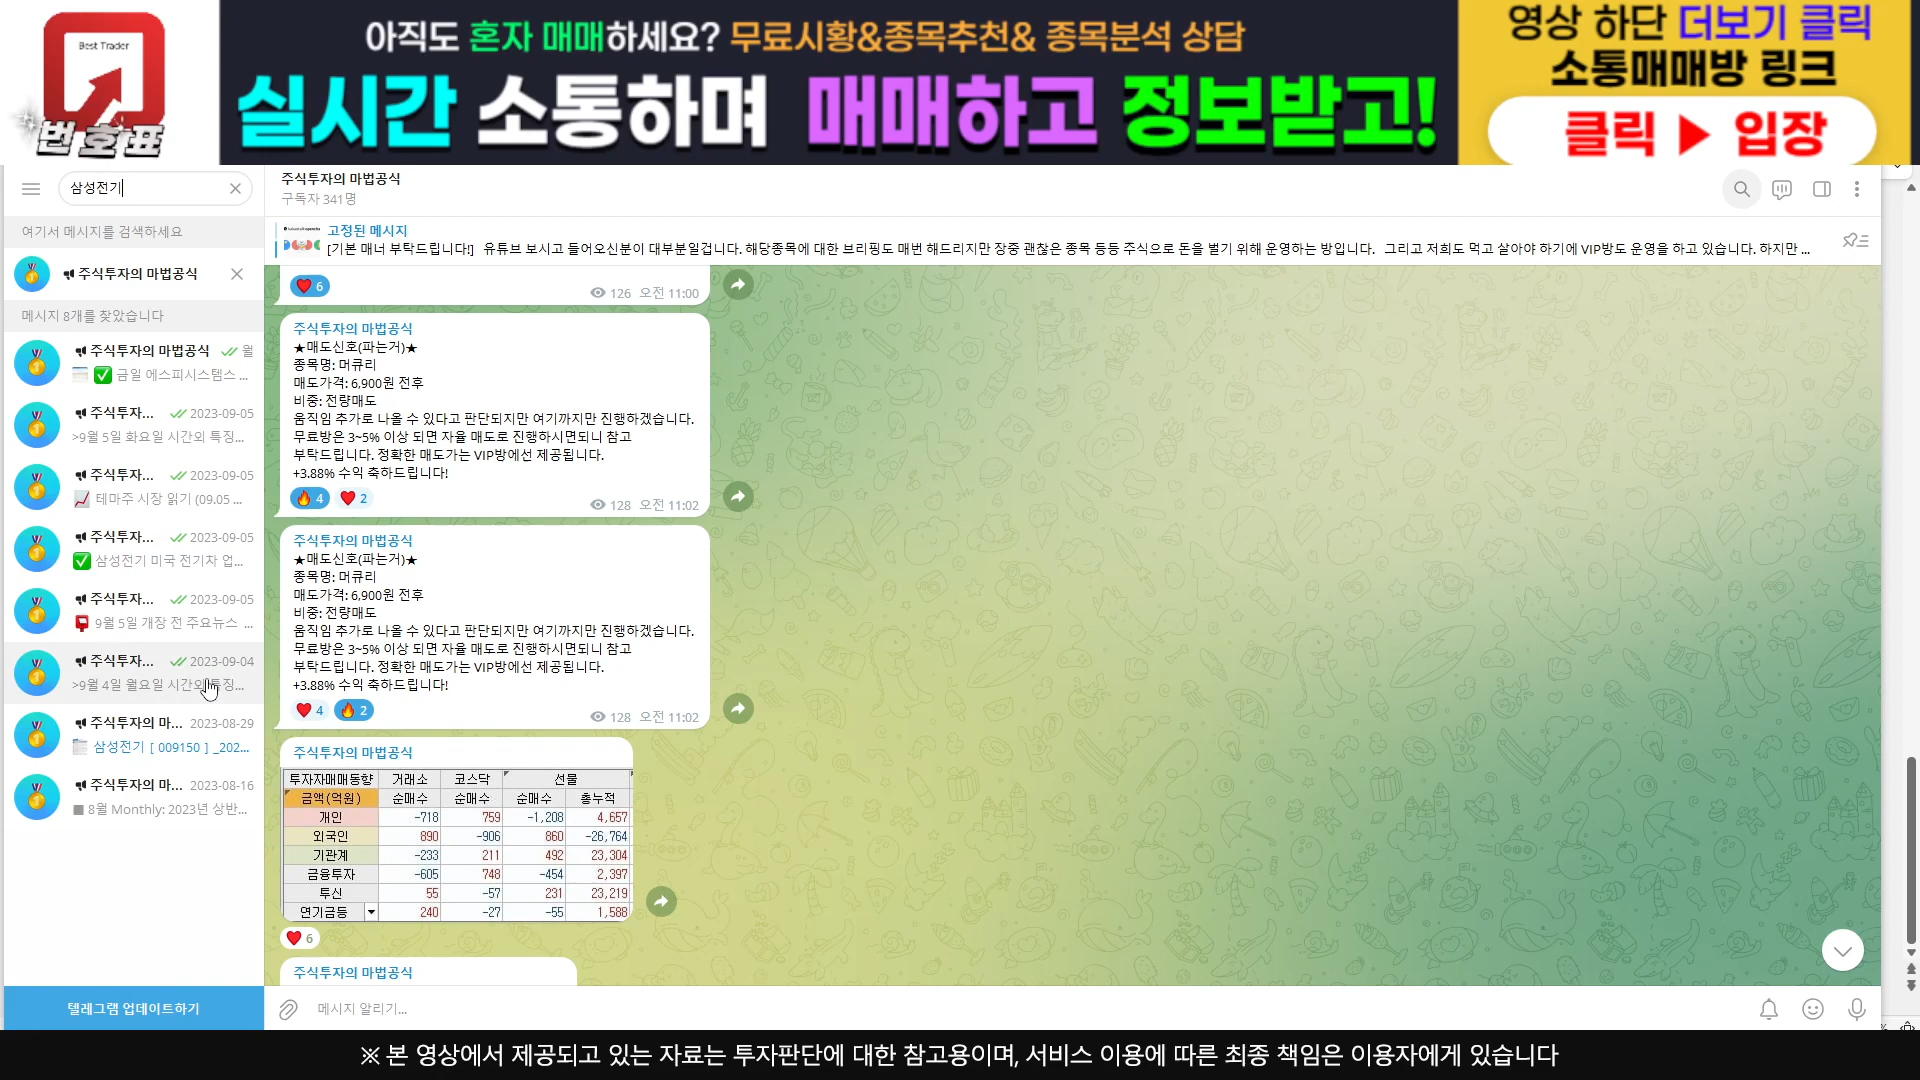 Best Trader
번호표
아직도 혼자 매매하세요? 무료시황&종목추천& 종목분석 상담
실시간 소통하며 매매하고 정보받고!
영상 하단 더보기 클릭
소통매매방 링크
클릭 ▶ 입장
삼성전기
여기서 메시지를 검색하세요
주식투자의 마법공식
메시지 8개를 찾았습니다
주식투자의 마법공식 월
✅ 금일 에스피시스템스 ...
주식투자... 2023-09-05
>9월 5일 화요일 시간외 특징...
주식투자... 2023-09-05
테마주 시장 읽기 (09.05 ...
주식투자... 2023-09-05
✅ 삼성전기 미국 전기차 업...
주식투자... 2023-09-05
9월 5일 개장 전 주요뉴스 ...
주식투자... 2023-09-04
>9월 4일 월요일 시간외 특징...
주식투자의 마... 2023-08-29
삼성전기 [ 009150 ] _202...
주식투자의 마... 2023-08-16
■ 8월 Monthly: 2023년 상반...
텔레그램 업데이트하기
주식투자의 마법공식
구독자 341명
고정된 메시지
[기본 매너 부탁드립니다!] 유튜브 보시고 들어오신분이 대부분일겁니다. 해당종목에 대한 브리핑도 매번 해드리지만 장중 괜찮은 종목 등등 주식으로 돈을 벌기 위해 운영하는 방입니다. 그리고 저희도 먹고 살아야 하기에 VIP방도 운영을 하고 있습니다. 하지만 ...
❤️ 6 126 오전 11:00
주식투자의 마법공식
★매도신호(파는거)★
종목명: 머큐리
매도가격: 6,900원 전후
비중: 전량매도
움직임 추가로 나올 수 있다고 판단되지만 여기까지만 진행하겠습니다.
무료방은 3~5% 이상 되면 자율 매도로 진행하시면되니 참고
부탁드립니다. 정확한 매도가는 VIP방에선 제공됩니다.
+3.88% 수익 축하드립니다!
🔥 4 ❤️ 2 128 오전 11:02
주식투자의 마법공식
★매도신호(파는거)★
종목명: 머큐리
매도가격: 6,900원 전후
비중: 전량매도
움직임 추가로 나올 수 있다고 판단되지만 여기까지만 진행하겠습니다.
무료방은 3~5% 이상 되면 자율 매도로 진행하시면되니 참고
부탁드립니다. 정확한 매도가는 VIP방에선 제공됩니다.
+3.88% 수익 축하드립니다!
❤️ 4 🔥 2 128 오전 11:02
주식투자의 마법공식
투자자매매동향 거래소 코스닥 선물
금액(억원) 순매수 순매수 순매수 총누적
개인 -718 759 -1,208 4,657
외국인 890 -906 860 -26,764
기관계 -233 211 492 23,304
금융투자 -605 748 -454 2,397
투신 55 -57 231 23,219
연기금등 240 -27 -55 1,588
❤️ 6
주식투자의 마법공식
메시지 알리기...
※ 본 영상에서 제공되고 있는 자료는 투자판단에 대한 참고용이며, 서비스 이용에 따른 최종 책임은 이용자에게 있습니다